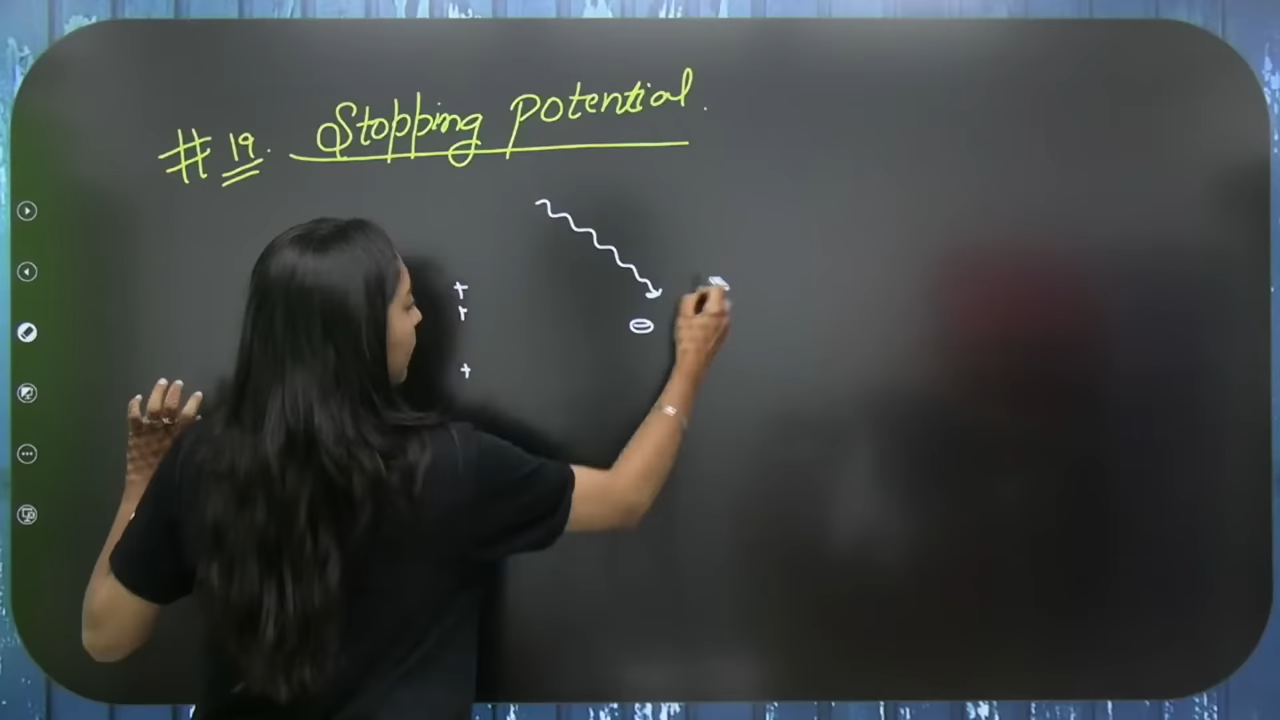 # 19. Stopping potential.
+
+
+